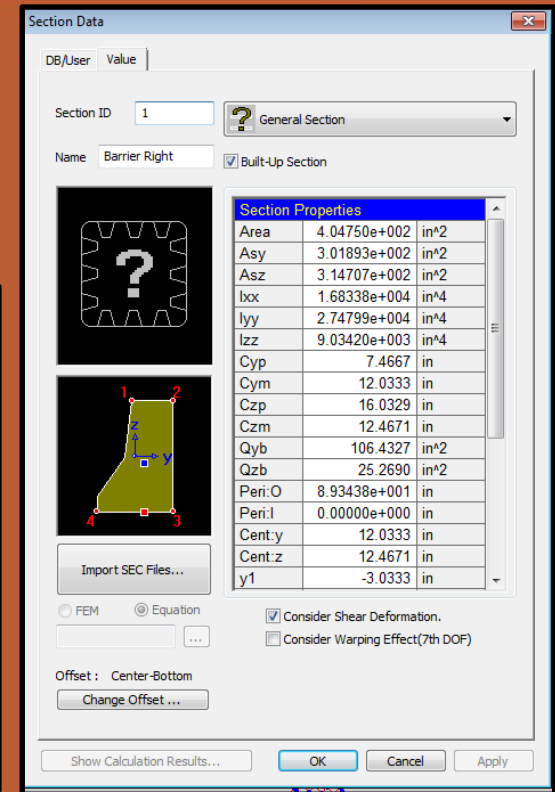 Section Data
DB/User Value
Section ID 1 General Section
Name Barrier Right Built-Up Section
Section Properties
Area 4.04750e+002 in^2
Asy 3.01893e+002 in^2
Asz 3.14707e+002 in^2
Ixx 1.68338e+004 in^4
Iyy 2.74799e+004 in^4
Izz 9.03420e+003 in^4
Cyp 7.4667 in
Cym 12.0333 in
Czp 16.0329 in
Czm 12.4671 in
Qyb 106.4327 in^2
Qzb 25.2690 in^2
Peri:O 8.93438e+001 in
Peri:I 0.00000e+000 in
Cent:y 12.0333 in
Cent:z 12.4671 in
y1 -3.0333 in
?
1 2
z
y
4 3
Import SEC Files...
FEM Equation
...
Consider Shear Deformation.
Consider Warping Effect(7th DOF)
Offset : Center-Bottom
Change Offset ...
Show Calculation Results... OK Cancel Apply